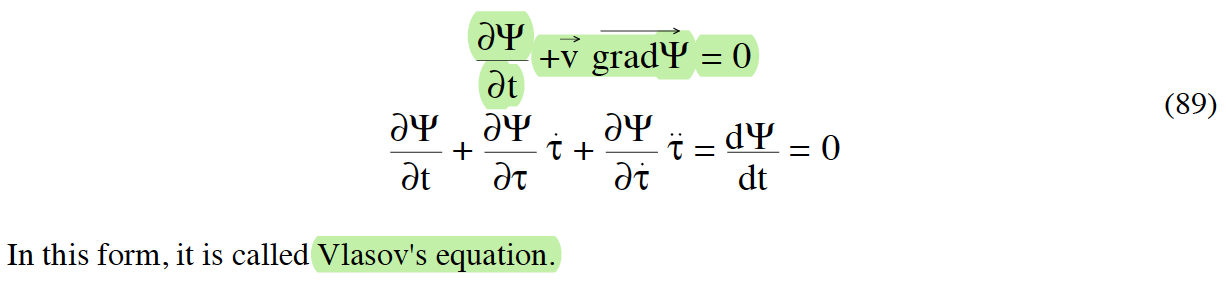 ∂Ψ/∂t + v⃗ grad⃗Ψ = 0
(89)
∂Ψ/∂t + ∂Ψ/∂τ τ̇ + ∂Ψ/∂τ̇ τ̈ = dΨ/dt = 0
In this form, it is called Vlasov's equation.